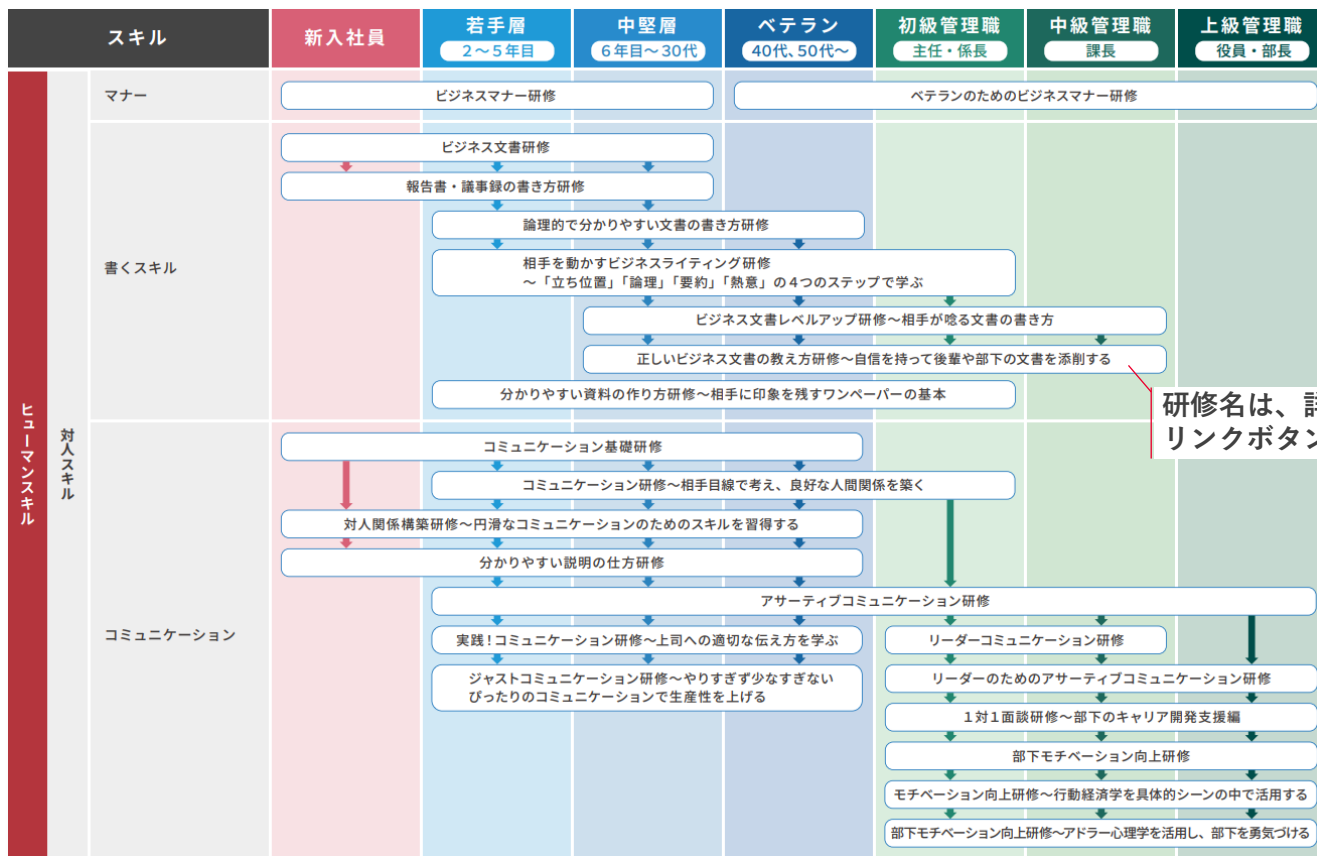 スキル
新入社員
若手層
2～5年目
中堅層
6年目～30代
ベテラン
40代、50代～
初級管理職
主任・係長
中級管理職
課長
上級管理職
役員・部長
ヒューマンスキル
対人スキル
マナー
ビジネスマナー研修
ベテランのためのビジネスマナー研修
書くスキル
ビジネス文書研修
報告書・議事録の書き方研修
論理的で分かりやすい文書の書き方研修
相手を動かすビジネスライティング研修
～「立ち位置」「論理」「要約」「熱意」の4つのステップで学ぶ
ビジネス文書レベルアップ研修～相手が唸る文書の書き方
正しいビジネス文書の教え方研修～自信を持って後輩や部下の文書を添削する
分かりやすい資料の作り方研修～相手に印象を残すワンペーパーの基本
研修名は、詳
リンクボタン
コミュニケーション
コミュニケーション基礎研修
コミュニケーション研修～相手目線で考え、良好な人間関係を築く
対人関係構築研修～円滑なコミュニケーションのためのスキルを習得する
分かりやすい説明の仕方研修
アサーティブコミュニケーション研修
実践！コミュニケーション研修～上司への適切な伝え方を学ぶ
リーダーコミュニケーション研修
ジャストコミュニケーション研修～やりすぎず少なすぎない
ぴったりのコミュニケーションで生産性を上げる
リーダーのためのアサーティブコミュニケーション研修
1対1面談研修～部下のキャリア開発支援編
部下モチベーション向上研修
モチベーション向上研修～行動経済学を具体的シーンの中で活用する
部下モチベーション向上研修～アドラー心理学を活用し、部下を勇気づける